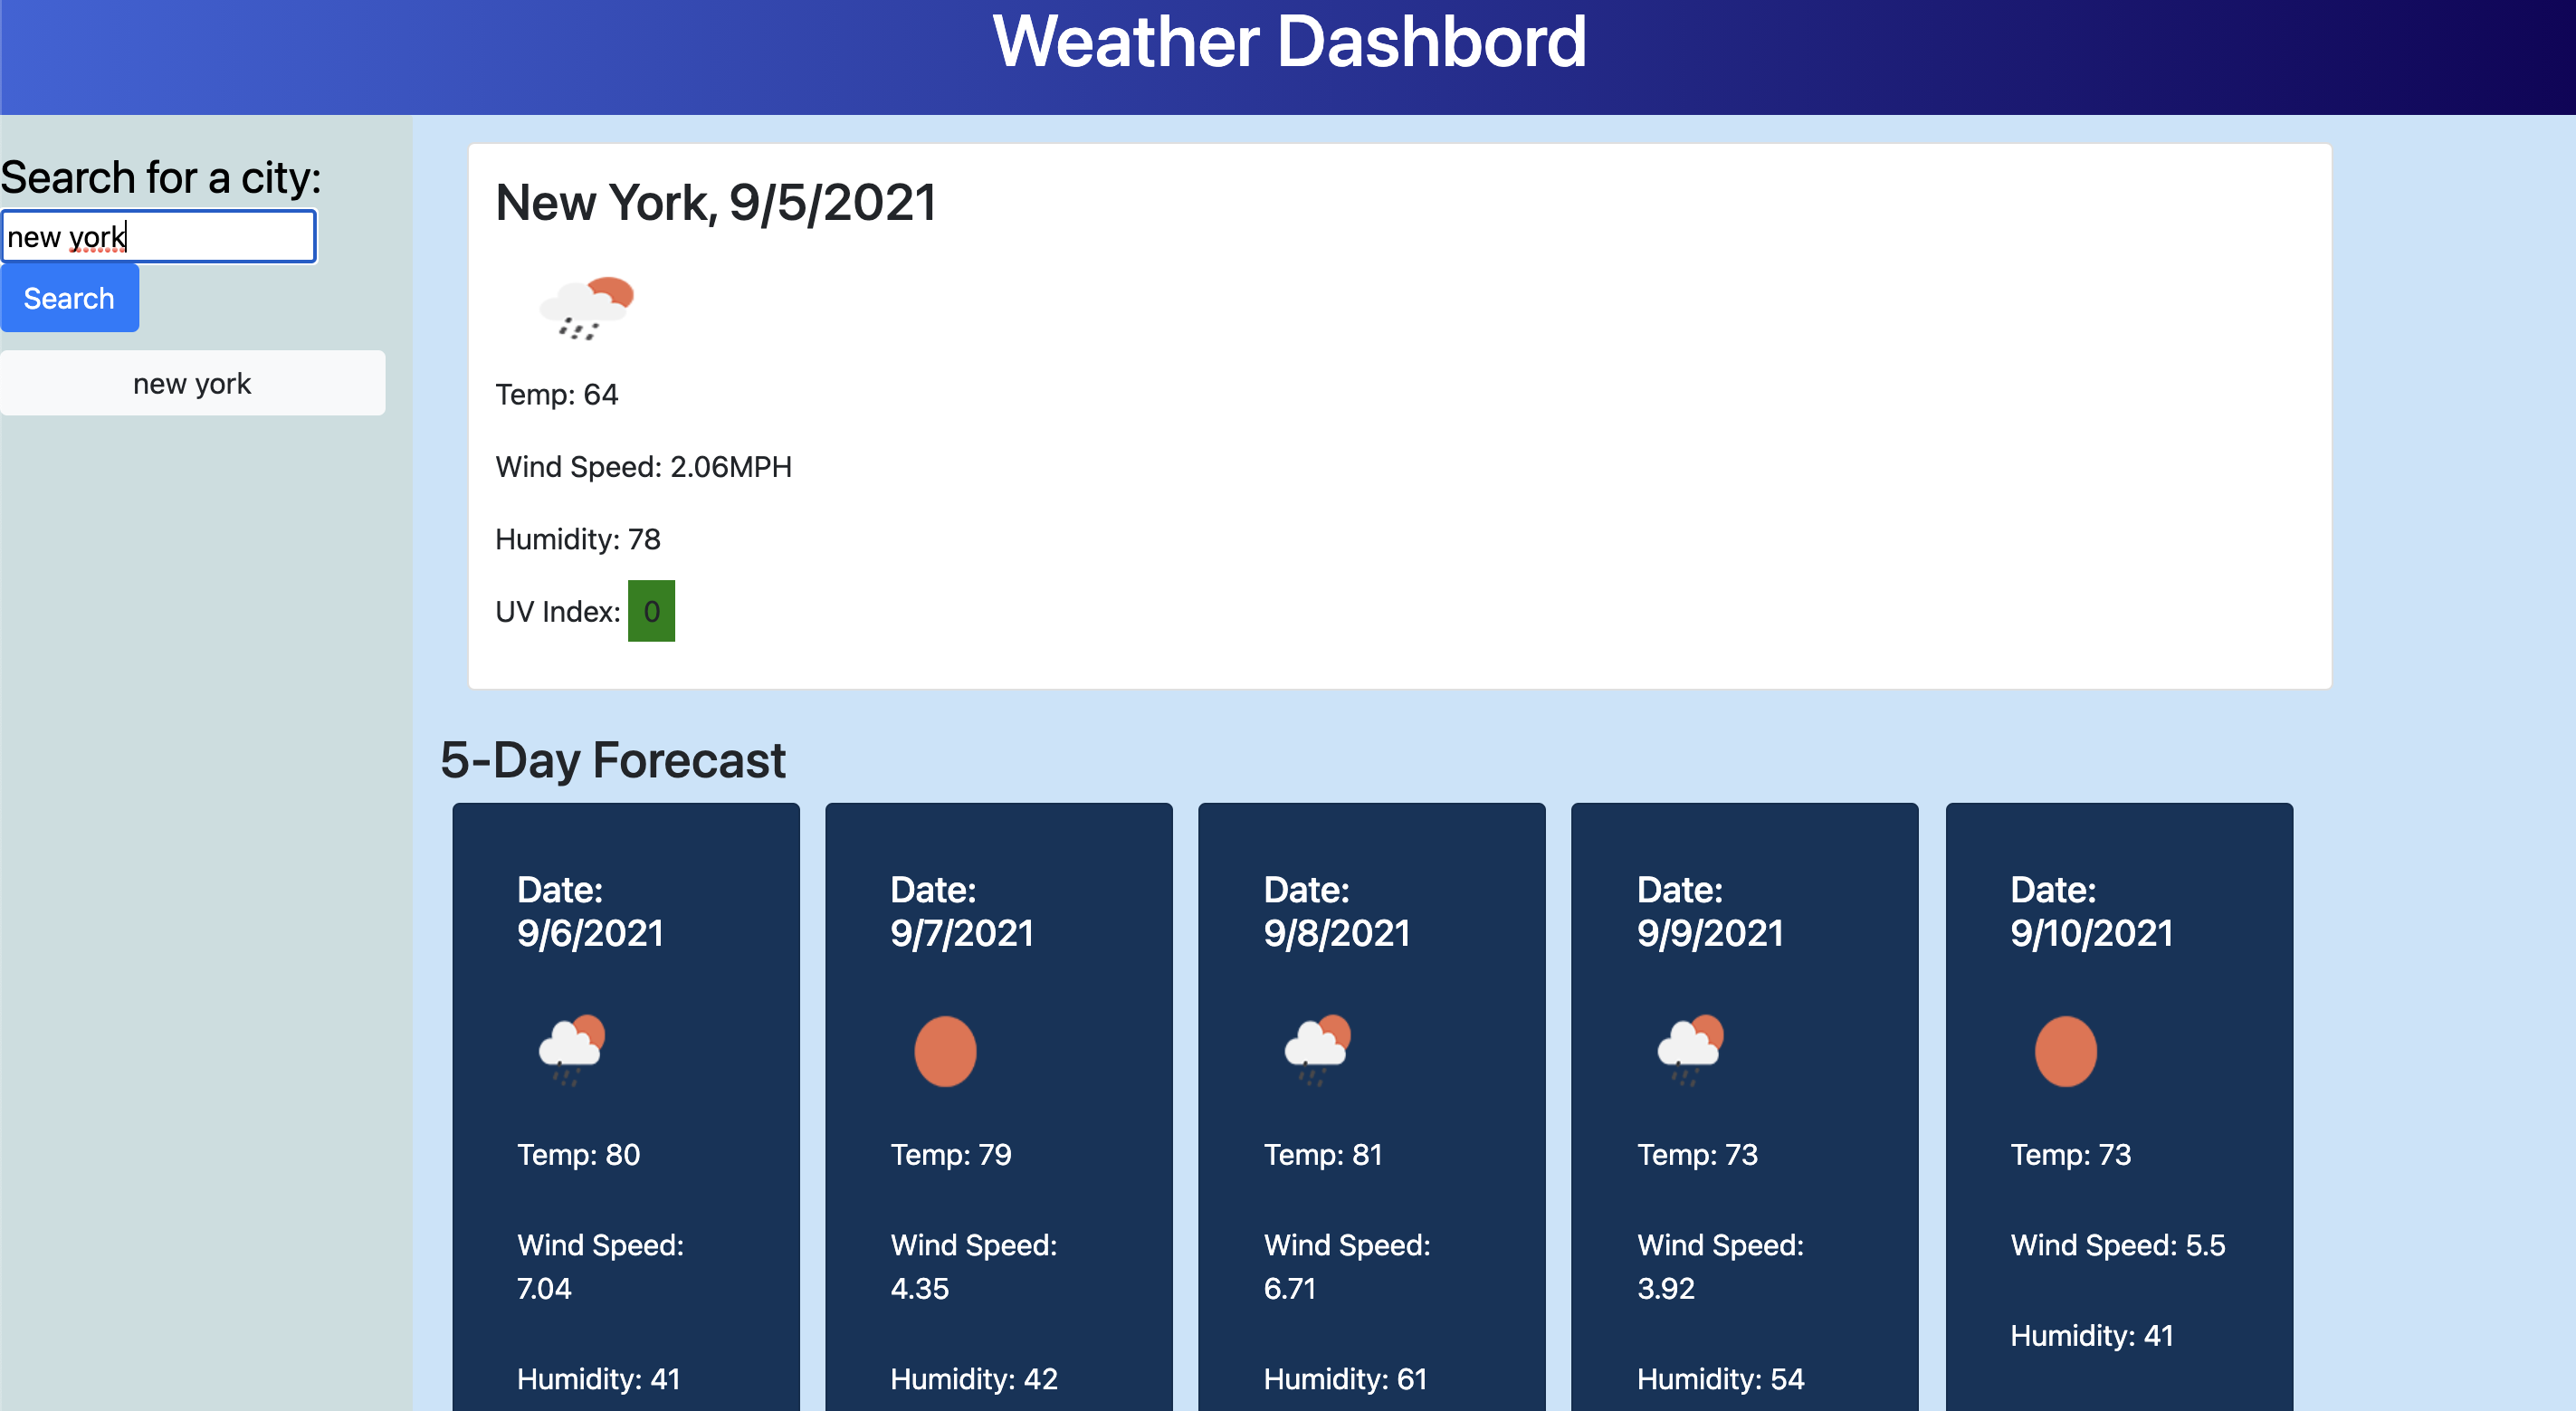 Weather Dashbord
Search for a city:
new york
Search
new york
New York, 9/5/2021
Temp: 64
Wind Speed: 2.06MPH
Humidity: 78
UV Index: 0
5-Day Forecast
Date:
9/6/2021
Temp: 80
Wind Speed:
7.04
Humidity: 41
Date:
9/7/2021
Temp: 79
Wind Speed:
4.35
Humidity: 42
Date:
9/8/2021
Temp: 81
Wind Speed:
6.71
Humidity: 61
Date:
9/9/2021
Temp: 73
Wind Speed:
3.92
Humidity: 54
Date:
9/10/2021
Temp: 73
Wind Speed: 5.5
Humidity: 41